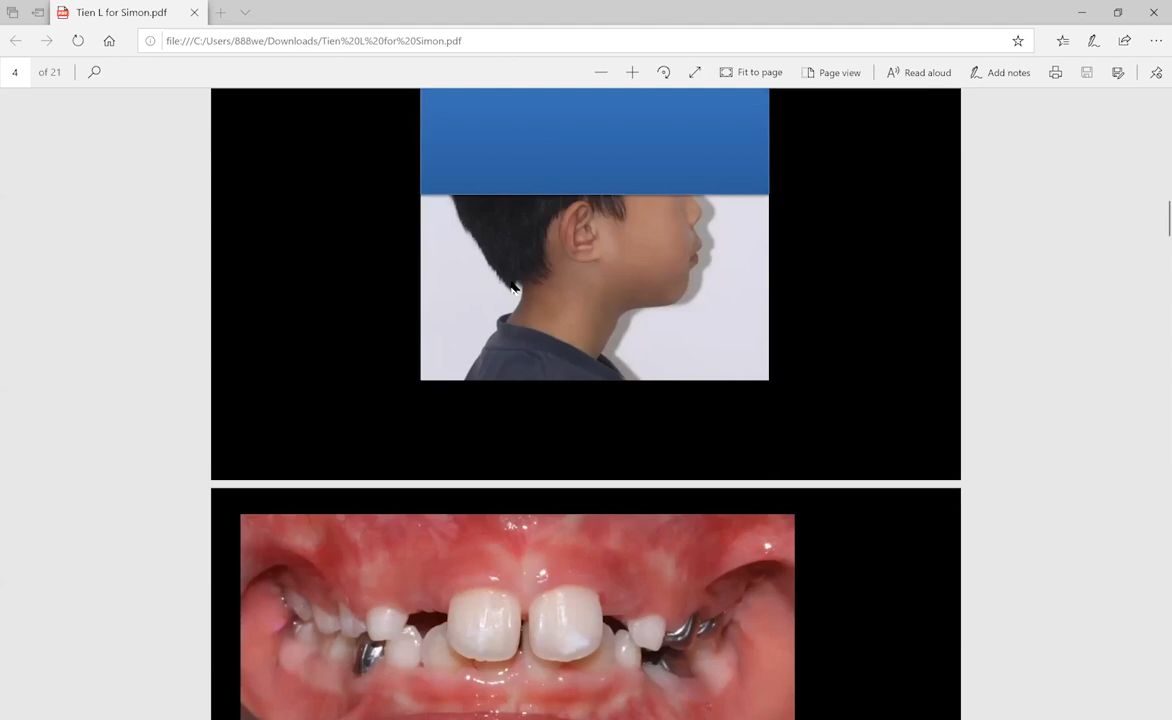 Tien L for Simon.pdf
file:///C:/Users/888we/Downloads/Tien%20L%20for%20Simon.pdf
4 of 21 Fit to page Page view Read aloud Add notes